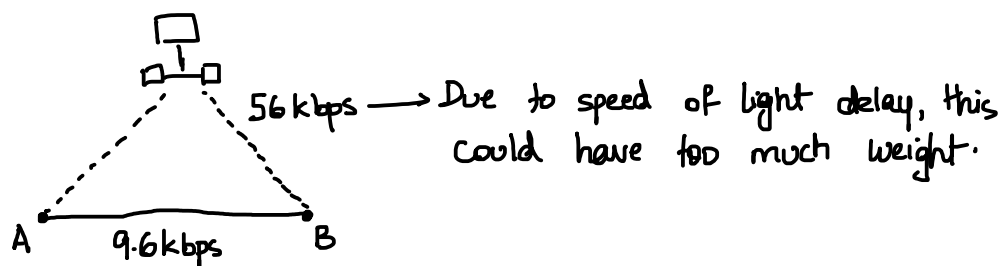 56 kbps → Due to speed of light delay, this
could have too much weight.
A
B
9.6 kbps